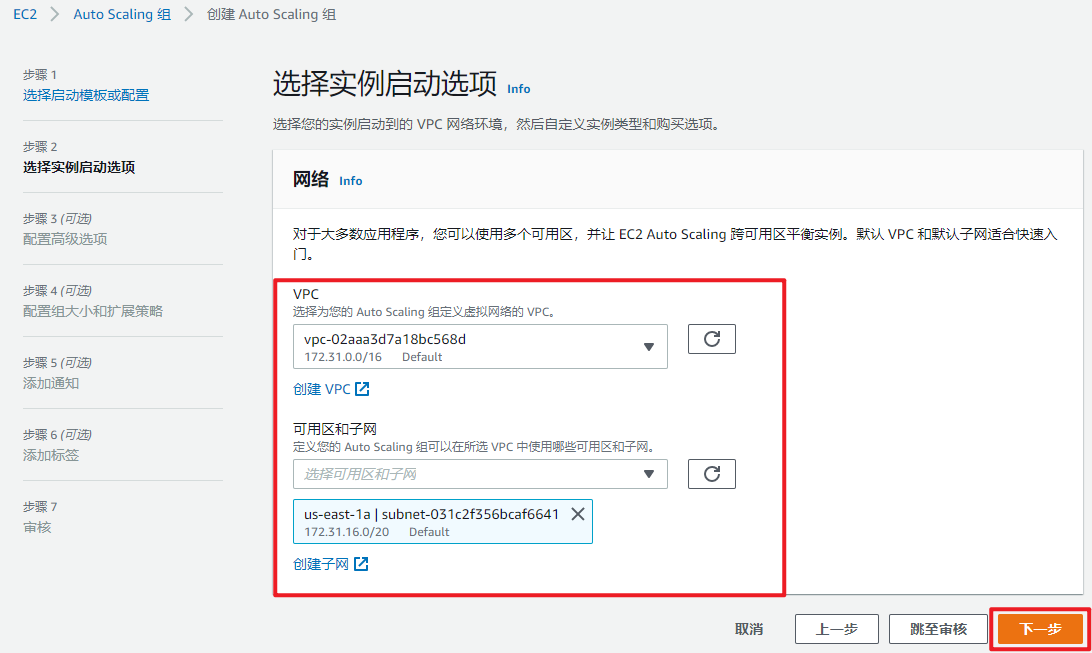 EC2 > Auto Scaling 组 > 创建 Auto Scaling 组
步骤 1
选择启动模板或配置
步骤 2
选择实例启动选项
步骤 3 (可选)
配置高级选项
步骤 4 (可选)
配置组大小和扩展策略
步骤 5 (可选)
添加通知
步骤 6 (可选)
添加标签
步骤 7
审核
选择实例启动选项 Info
选择您的实例启动到的 VPC 网络环境，然后自定义实例类型和购买选项。
网络 Info
对于大多数应用程序，您可以使用多个可用区，并让 EC2 Auto Scaling 跨可用区平衡实例。默认 VPC 和默认子网适合快速入
门。
VPC
选择为您的 Auto Scaling 组定义虚拟网络的 VPC。
vpc-02aaa3d7a18bc568d
172.31.0.0/16 Default
创建 VPC
可用区和子网
定义您的 Auto Scaling 组可以在所选 VPC 中使用哪些可用区和子网。
选择可用区和子网
us-east-1a | subnet-031c2f356bcaf6641
172.31.16.0/20 Default
创建子网
取消 上一步 跳至审核 下一步